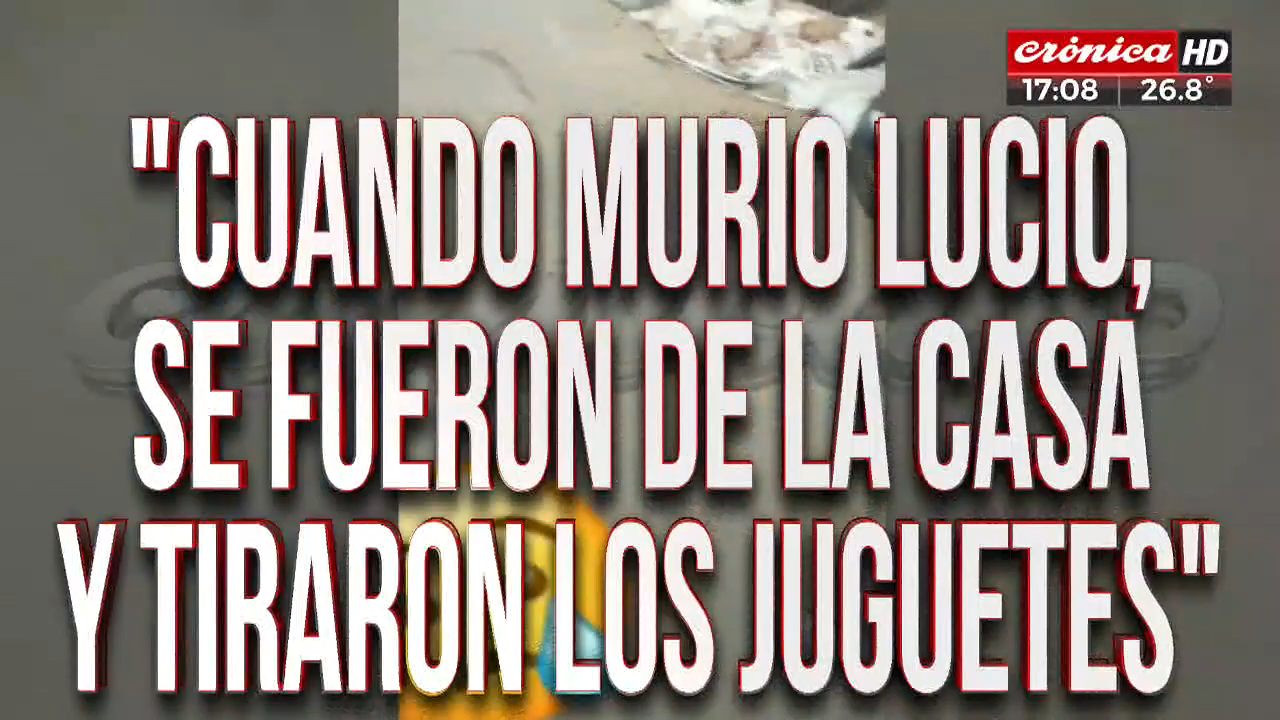 crónica HD
17:08 26.8°
"CUANDO MURIO LUCIO,
SE FUERON DE LA CASA
Y TIRARON LOS JUGUETES"